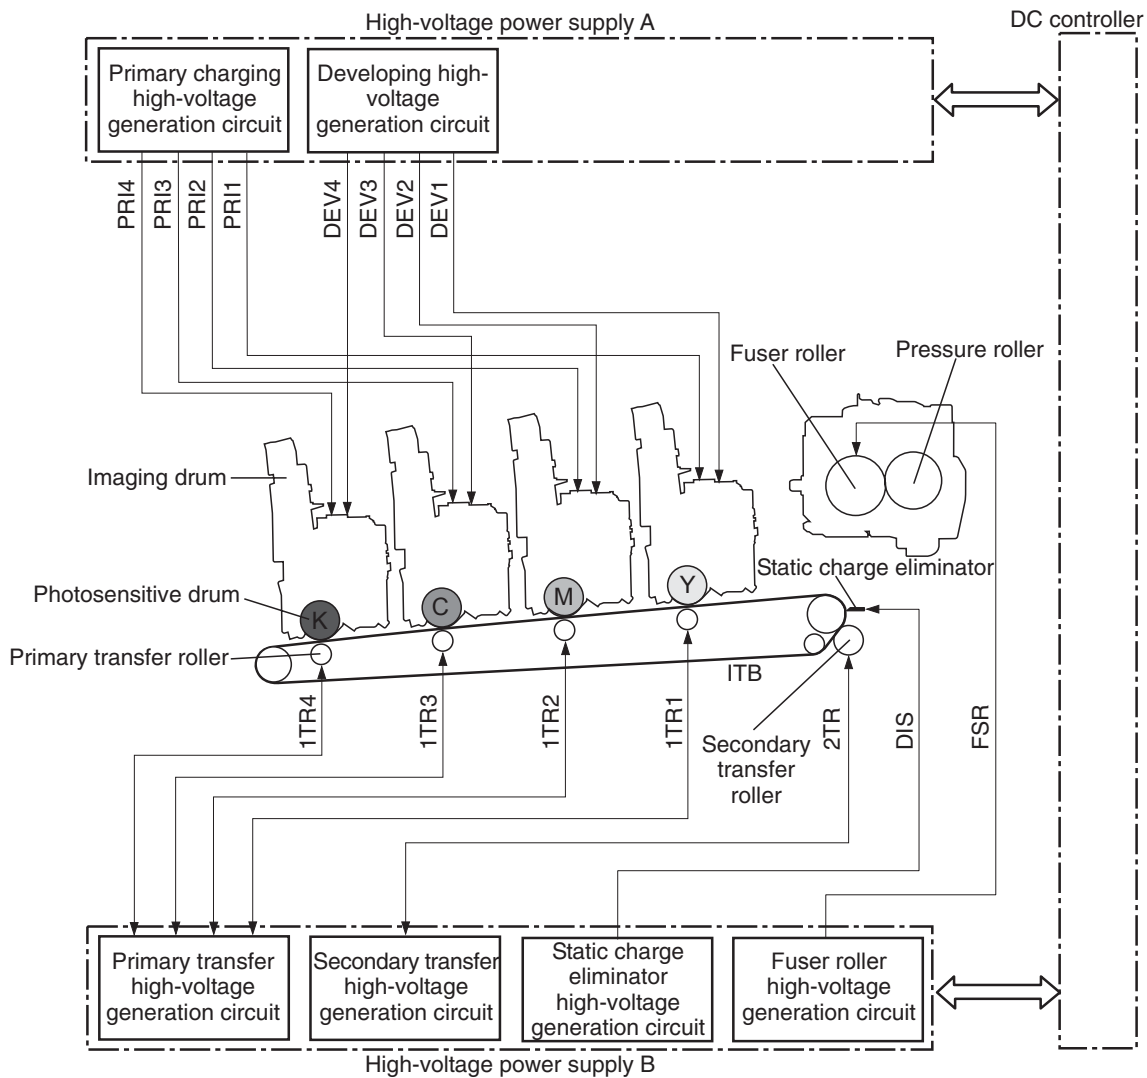 High-voltage power supply A
DC controller
Primary charging
high-voltage
generation circuit
Developing high-
voltage
generation circuit
PRI4
PRI3
PRI2
PRI1
DEV4
DEV3
DEV2
DEV1
Fuser roller
Pressure roller
Imaging drum
Static charge eliminator
Photosensitive drum
K
C
M
Y
Primary transfer roller
ITB
1TR4
1TR3
1TR2
1TR1
2TR
DIS
FSR
Secondary
transfer
roller
Primary transfer
high-voltage
generation circuit
Secondary transfer
high-voltage
generation circuit
Static charge
eliminator
high-voltage
generation circuit
Fuser roller
high-voltage
generation circuit
High-voltage power supply B